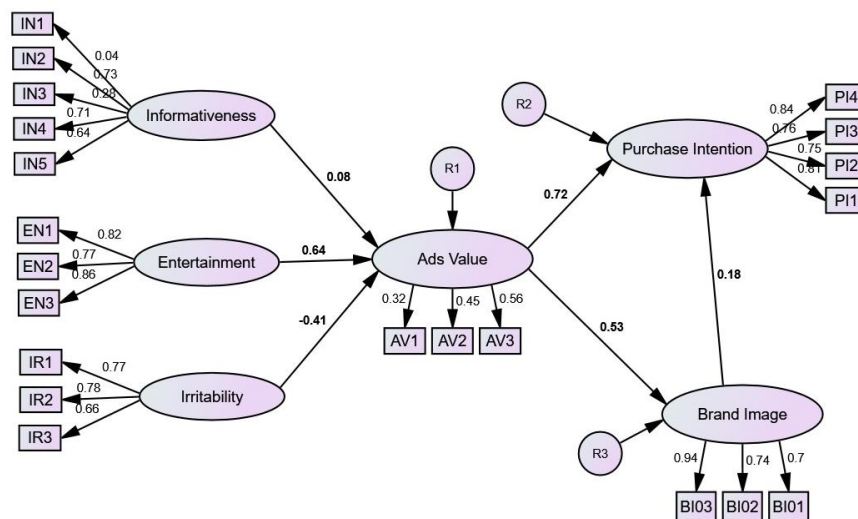 IN1
IN2
IN3
IN4
IN5
0.04
0.73
0.28
0.71
0.64
Informativeness
0.08
EN1
EN2
EN3
0.82
0.77
0.86
Entertainment
0.64
IR1
IR2
IR3
0.77
0.78
0.66
Irritability
-0.41
R1
Ads Value
0.32
0.45
0.56
AV1
AV2
AV3
0.72
0.53
R2
Purchase Intention
0.84
0.76
0.75
0.81
PI4
PI3
PI2
PI1
0.18
R3
Brand Image
0.94
0.74
0.7
BI03
BI02
BI01